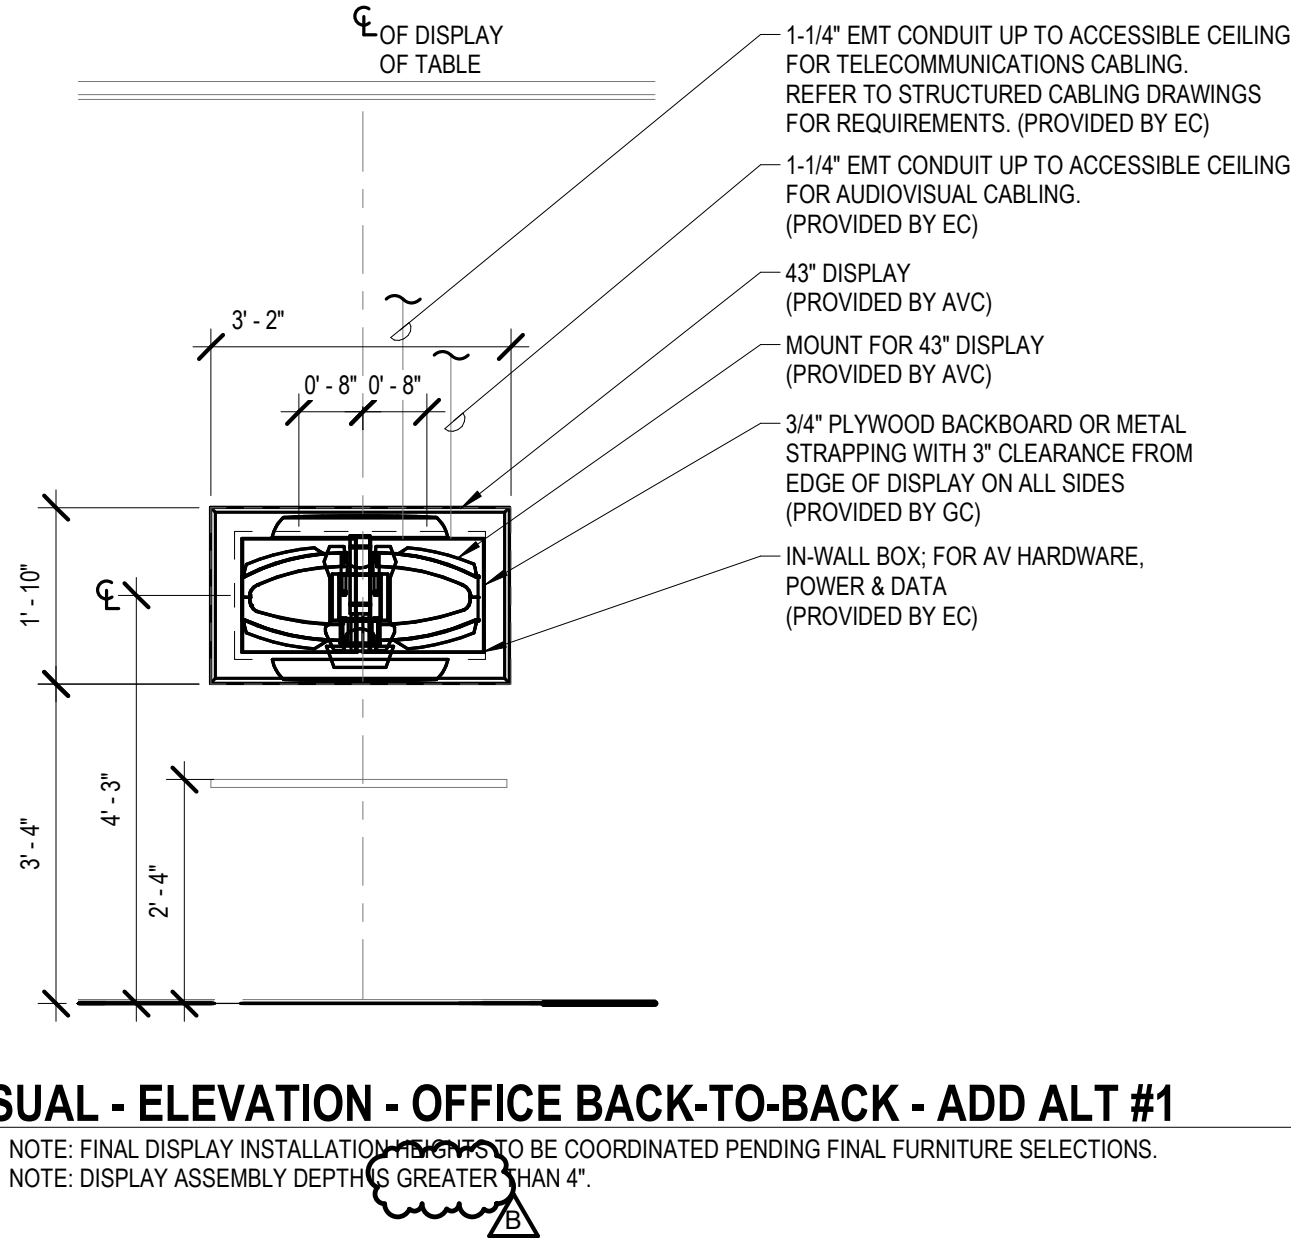 ℄ OF DISPLAY
OF TABLE
1-1/4" EMT CONDUIT UP TO ACCESSIBLE CEILING
FOR TELECOMMUNICATIONS CABLING.
REFER TO STRUCTURED CABLING DRAWINGS
FOR REQUIREMENTS. (PROVIDED BY EC)
1-1/4" EMT CONDUIT UP TO ACCESSIBLE CEILING
FOR AUDIOVISUAL CABLING.
(PROVIDED BY EC)
43" DISPLAY
(PROVIDED BY AVC)
MOUNT FOR 43" DISPLAY
(PROVIDED BY AVC)
3/4" PLYWOOD BACKBOARD OR METAL
STRAPPING WITH 3" CLEARANCE FROM
EDGE OF DISPLAY ON ALL SIDES
(PROVIDED BY GC)
IN-WALL BOX; FOR AV HARDWARE,
POWER & DATA
(PROVIDED BY EC)
3' - 2"
0' - 8" 0' - 8"
1' - 10"
℄
4' - 3"
3' - 4"
2' - 4"
SUAL - ELEVATION - OFFICE BACK-TO-BACK - ADD ALT #1
NOTE: FINAL DISPLAY INSTALLATION HEIGHTS TO BE COORDINATED PENDING FINAL FURNITURE SELECTIONS.
NOTE: DISPLAY ASSEMBLY DEPTH IS GREATER THAN 4".
B